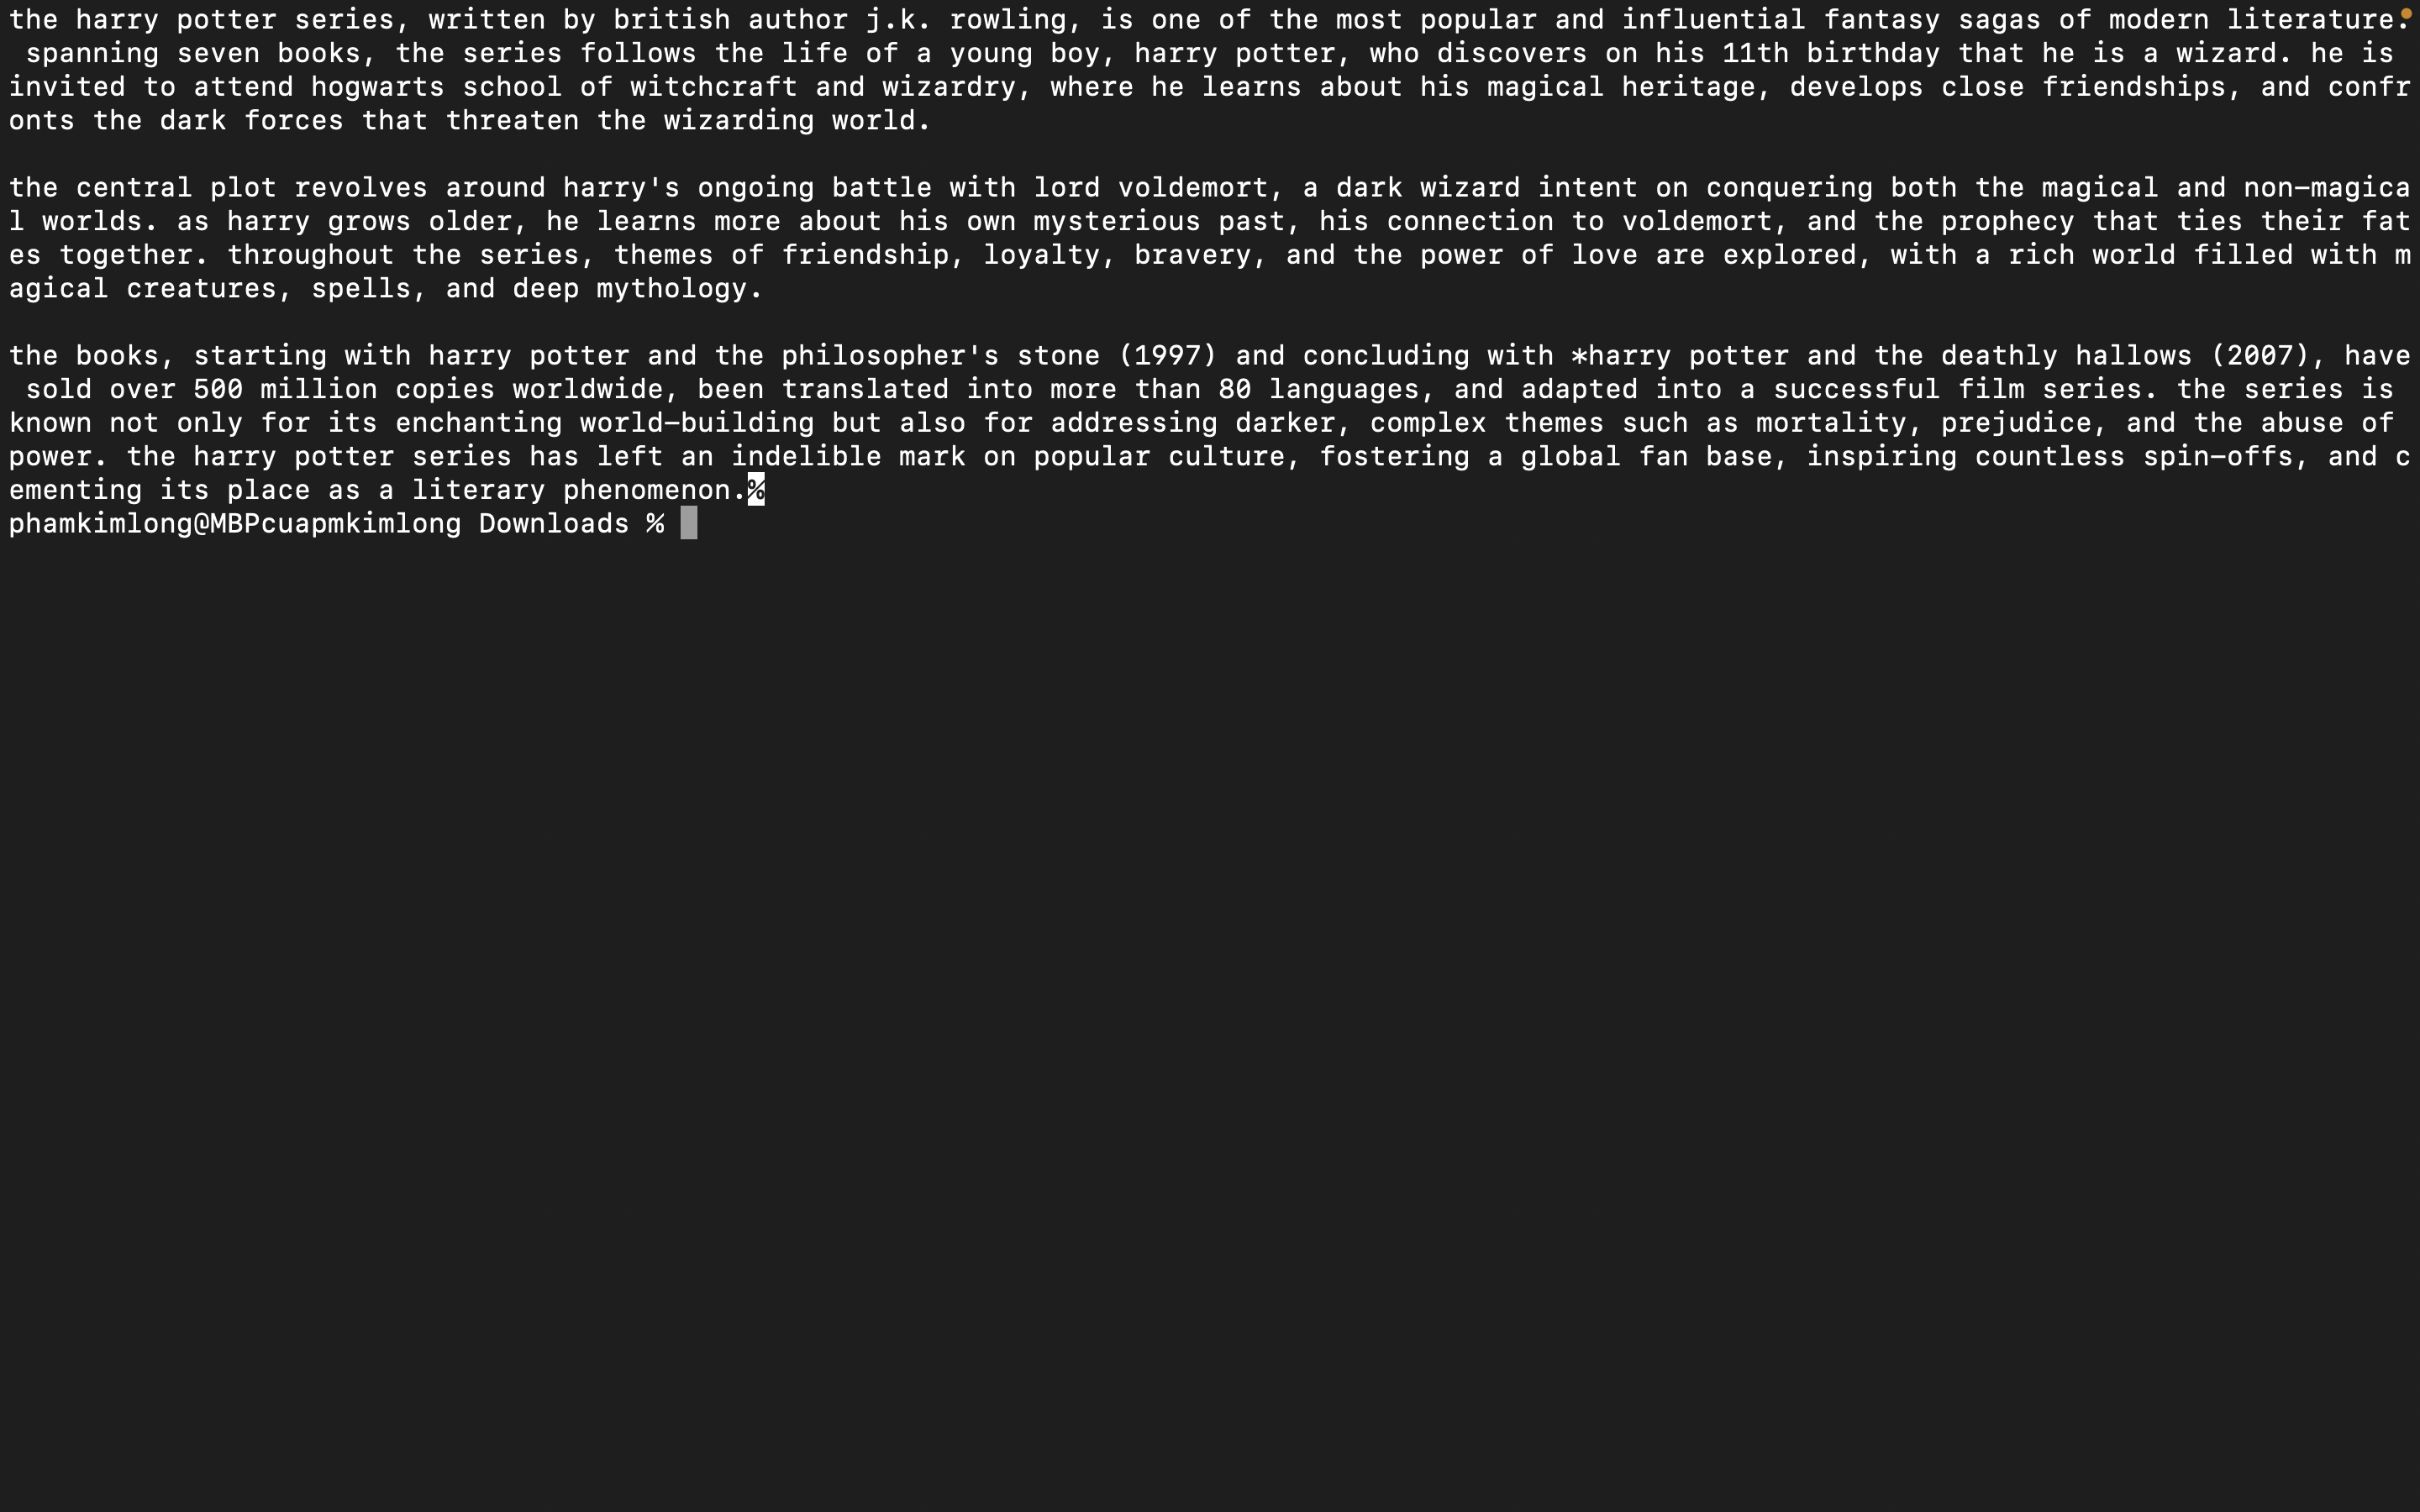 the harry potter series, written by british author j.k. rowling, is one of the most popular and influential fantasy sagas of modern literature.
 spanning seven books, the series follows the life of a young boy, harry potter, who discovers on his 11th birthday that he is a wizard. he is
invited to attend hogwarts school of witchcraft and wizardry, where he learns about his magical heritage, develops close friendships, and confr
onts the dark forces that threaten the wizarding world.

the central plot revolves around harry's ongoing battle with lord voldemort, a dark wizard intent on conquering both the magical and non-magica
l worlds. as harry grows older, he learns more about his own mysterious past, his connection to voldemort, and the prophecy that ties their fat
es together. throughout the series, themes of friendship, loyalty, bravery, and the power of love are explored, with a rich world filled with m
agical creatures, spells, and deep mythology.

the books, starting with harry potter and the philosopher's stone (1997) and concluding with *harry potter and the deathly hallows (2007), have
 sold over 500 million copies worldwide, been translated into more than 80 languages, and adapted into a successful film series. the series is
known not only for its enchanting world-building but also for addressing darker, complex themes such as mortality, prejudice, and the abuse of
power. the harry potter series has left an indelible mark on popular culture, fostering a global fan base, inspiring countless spin-offs, and c
ementing its place as a literary phenomenon.%
phamkimlong@MBPcuapmkimlong Downloads %